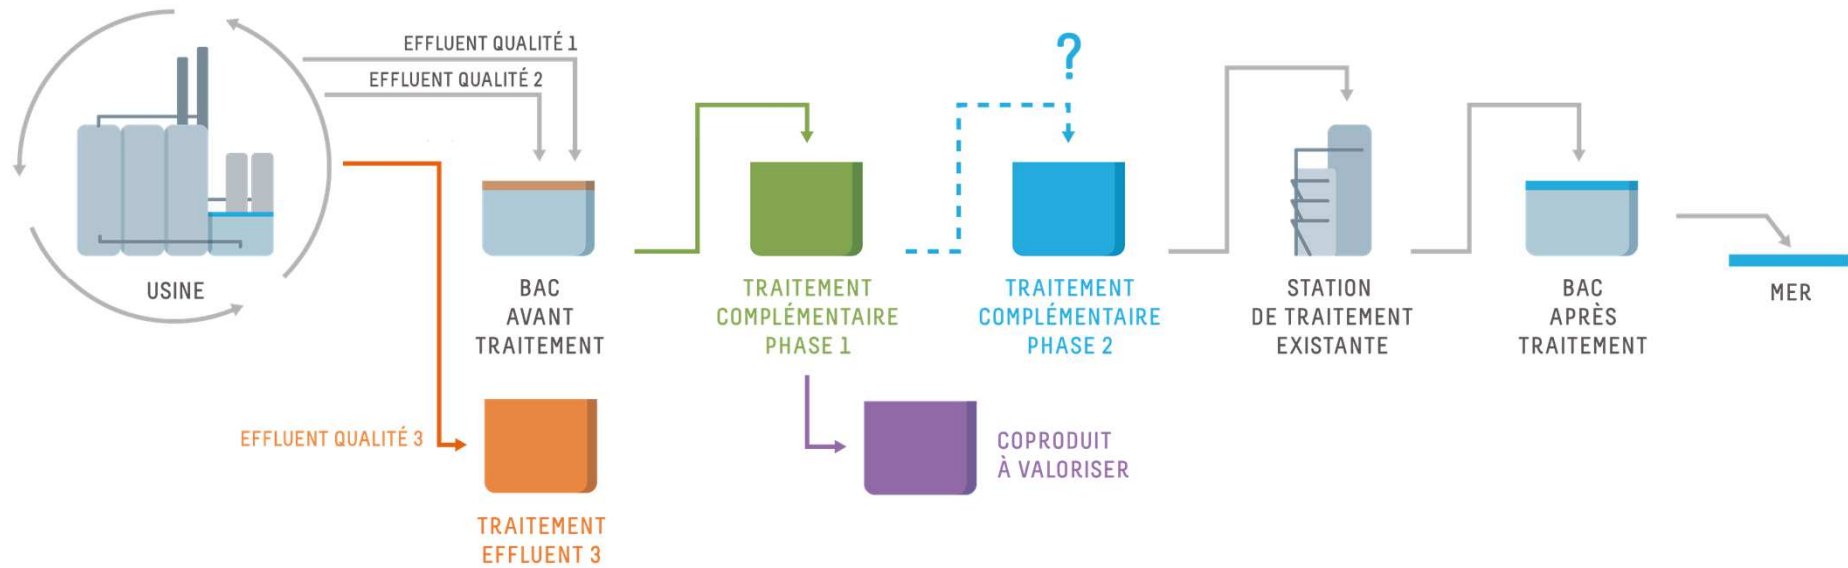 EFFLUENT QUALITÉ 1
EFFLUENT QUALITÉ 2
?
USINE
BAC
AVANT
TRAITEMENT
TRAITEMENT
COMPLÉMENTAIRE
PHASE 1
TRAITEMENT
COMPLÉMENTAIRE
PHASE 2
STATION
DE TRAITEMENT
EXISTANTE
BAC
APRÈS
TRAITEMENT
MER
EFFLUENT QUALITÉ 3
COPRODUIT
À VALORISER
TRAITEMENT
EFFLUENT 3